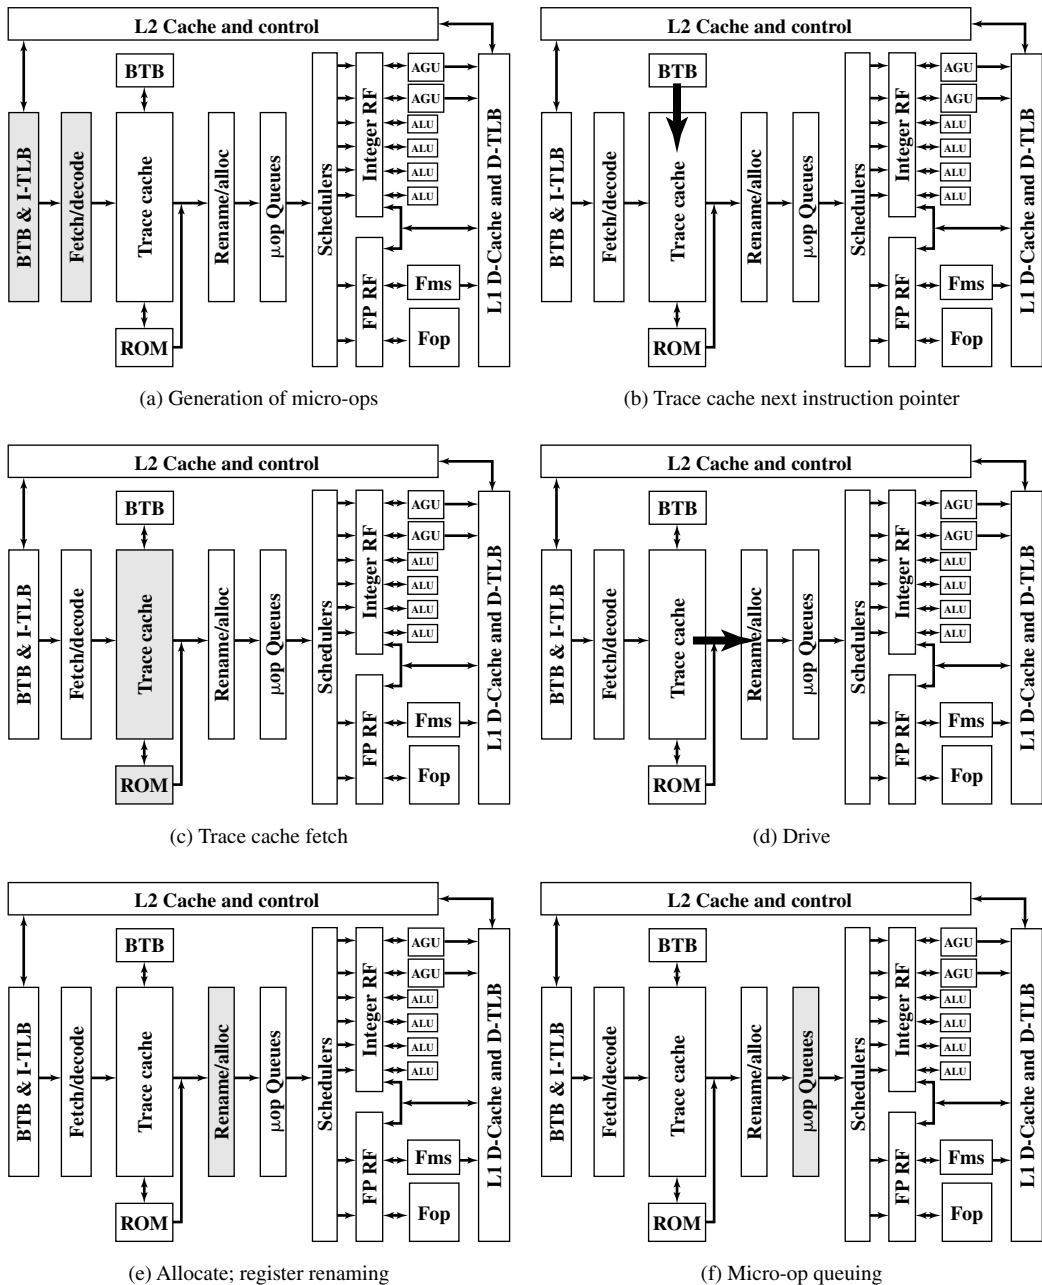 L2 Cache and control
BTB
BTB & I-TLB
Fetch/decode
Trace cache
ROM
Rename/alloc
μop Queues
Schedulers
Integer RF
FP RF
AGU
AGU
ALU
ALU
ALU
ALU
Fms
Fop
L1 D-Cache and D-TLB
(a) Generation of micro-ops
L2 Cache and control
BTB
BTB & I-TLB
Fetch/decode
Trace cache
ROM
Rename/alloc
μop Queues
Schedulers
Integer RF
FP RF
AGU
AGU
ALU
ALU
ALU
ALU
Fms
Fop
L1 D-Cache and D-TLB
(b) Trace cache next instruction pointer
L2 Cache and control
BTB
BTB & I-TLB
Fetch/decode
Trace cache
ROM
Rename/alloc
μop Queues
Schedulers
Integer RF
FP RF
AGU
AGU
ALU
ALU
ALU
ALU
Fms
Fop
L1 D-Cache and D-TLB
(c) Trace cache fetch
L2 Cache and control
BTB
BTB & I-TLB
Fetch/decode
Trace cache
ROM
Rename/alloc
μop Queues
Schedulers
Integer RF
FP RF
AGU
AGU
ALU
ALU
ALU
ALU
Fms
Fop
L1 D-Cache and D-TLB
(d) Drive
L2 Cache and control
BTB
BTB & I-TLB
Fetch/decode
Trace cache
ROM
Rename/alloc
μop Queues
Schedulers
Integer RF
FP RF
AGU
AGU
ALU
ALU
ALU
ALU
Fms
Fop
L1 D-Cache and D-TLB
(e) Allocate; register renaming
L2 Cache and control
BTB
BTB & I-TLB
Fetch/decode
Trace cache
ROM
Rename/alloc
μop Queues
Schedulers
Integer RF
FP RF
AGU
AGU
ALU
ALU
ALU
ALU
Fms
Fop
L1 D-Cache and D-TLB
(f) Micro-op queuing